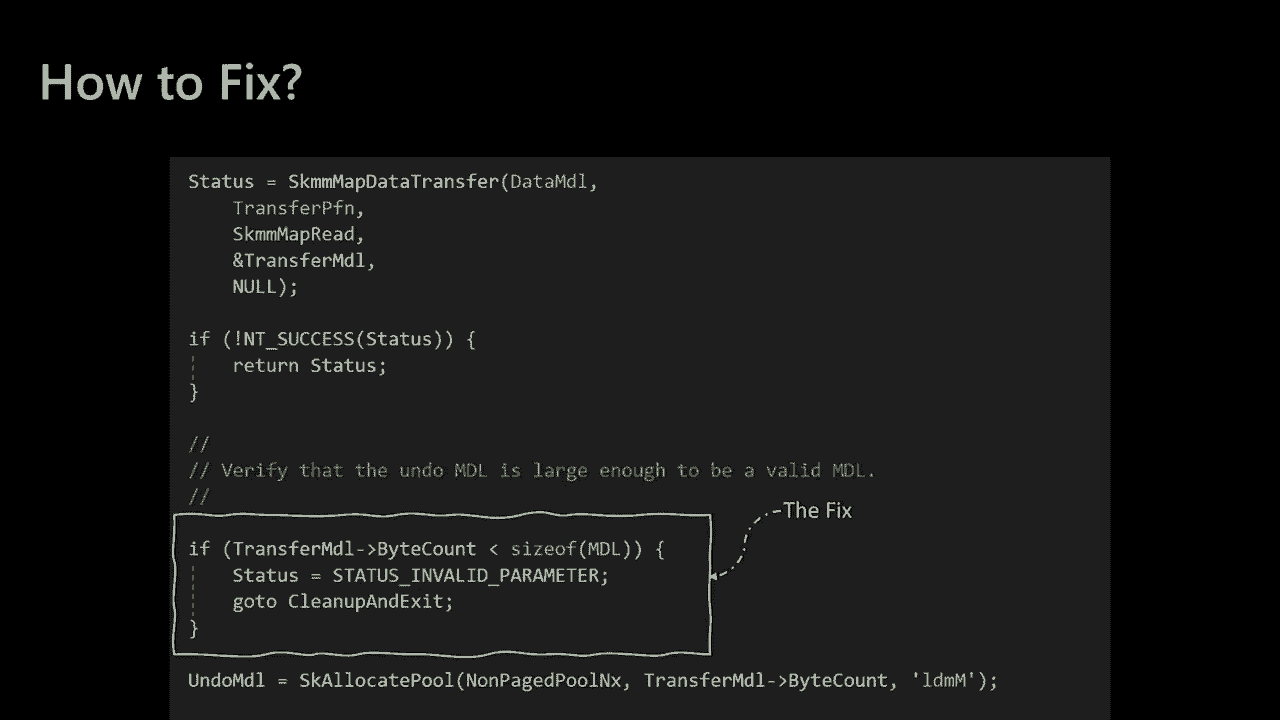 How to Fix?
Status = SkmmMapDataTransfer(DataMdl,
TransferPfn,
SkmmMapRead,
&TransferMdl,
NULL);
if (!NT_SUCCESS(Status)) {
return Status;
}
//
// Verify that the undo MDL is large enough to be a valid MDL.
//
The Fix
if (TransferMdl->ByteCount < sizeof(MDL)) {
Status = STATUS_INVALID_PARAMETER;
goto CleanupAndExit;
}
UndoMdl = SkAllocatePool(NonPagedPoolNx, TransferMdl->ByteCount, 'ldmM');